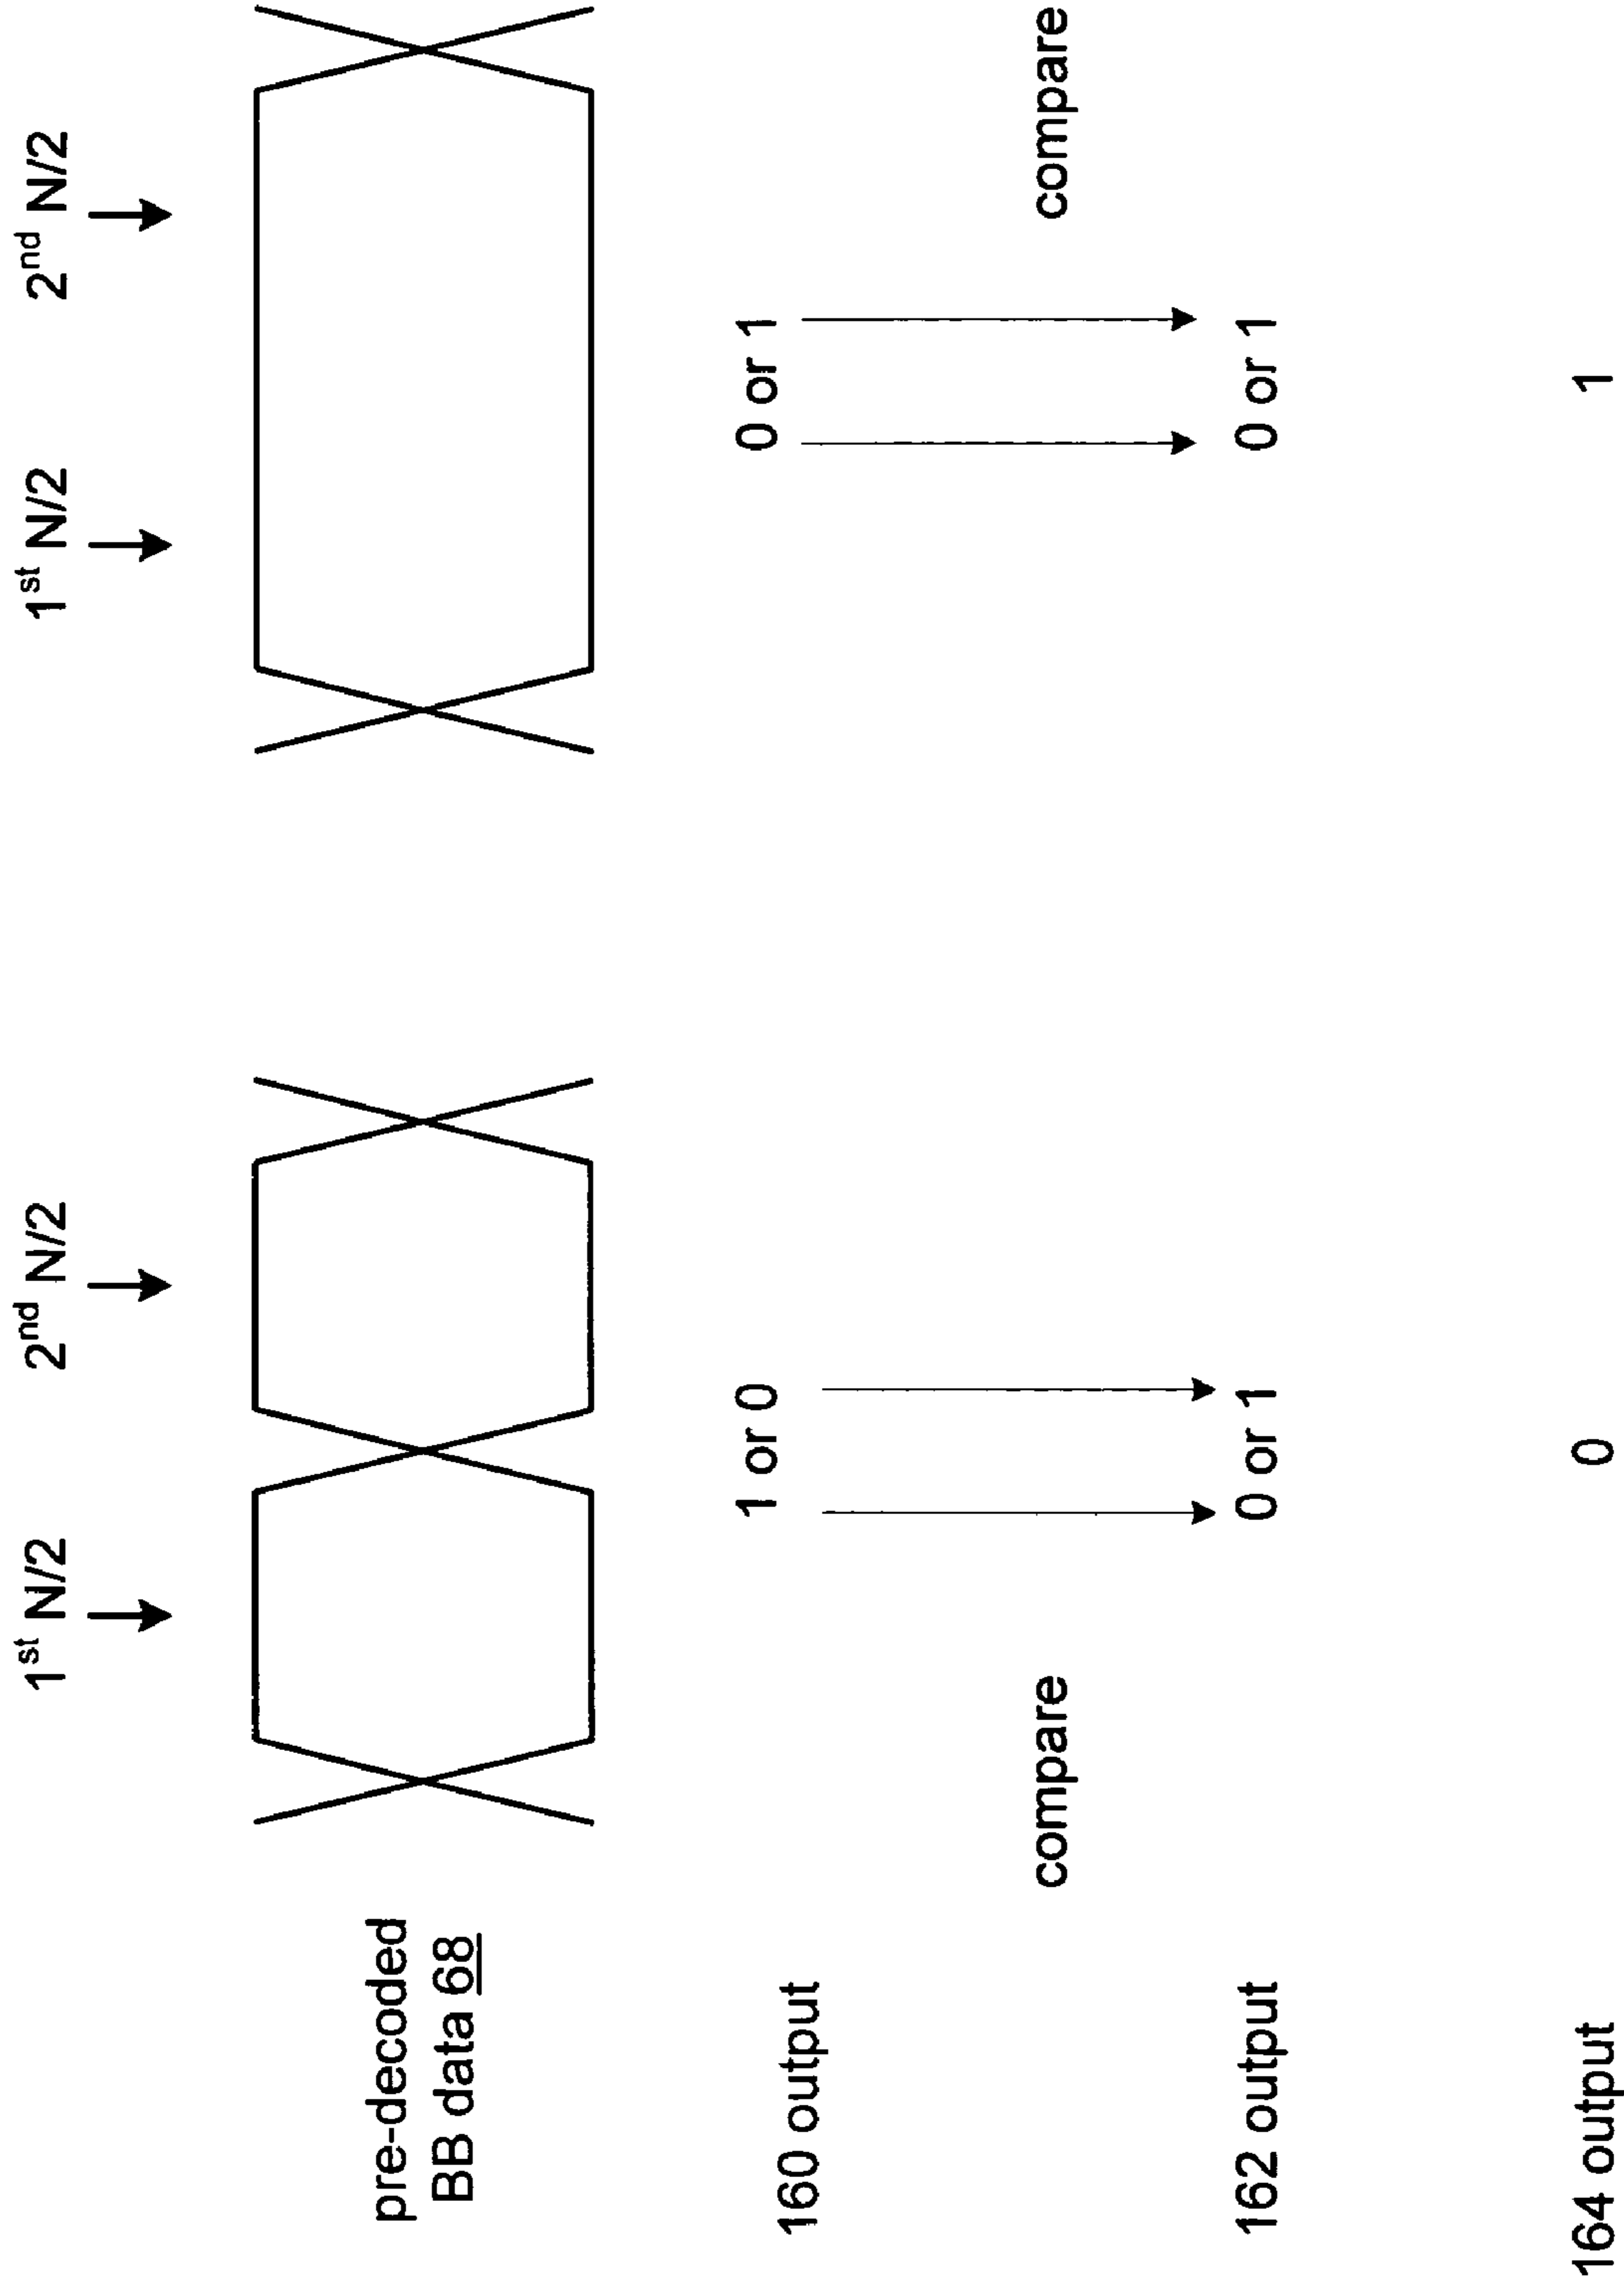 1st N/2 2nd N/2 1st N/2 2nd N/2
pre-decoded
BB data 68
160 output 1 or 0 0 or 1
compare compare
162 output 0 or 1 0 or 1
164 output 0 1